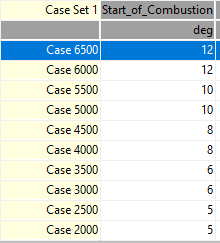 Case Set 1 Start_of_Combustion
deg
Case 6500 12
Case 6000 12
Case 5500 10
Case 5000 10
Case 4500 8
Case 4000 8
Case 3500 6
Case 3000 6
Case 2500 5
Case 2000 5